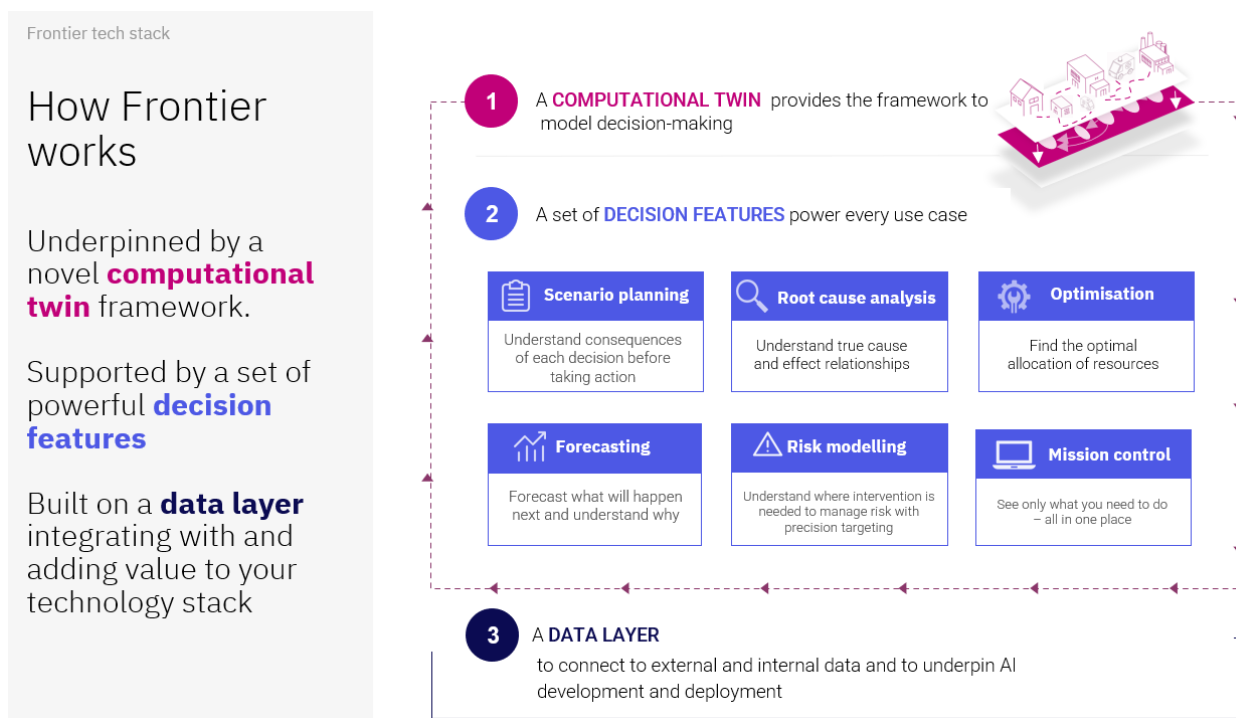 Frontier tech stack
How Frontier
works
Underpinned by a
novel computational
twin framework.
Supported by a set of
powerful decision
features
Built on a data layer
integrating with and
adding value to your
technology stack
1
A COMPUTATIONAL TWIN provides the framework to
model decision-making
2
A set of DECISION FEATURES power every use case
Scenario planning
Understand consequences
of each decision before
taking action
Root cause analysis
Understand true cause
and effect relationships
Optimisation
Find the optimal
allocation of resources
Forecasting
Forecast what will happen
next and understand why
Risk modelling
Understand where intervention is
needed to manage risk with
precision targeting
Mission control
See only what you need to do
– all in one place
3
A DATA LAYER
to connect to external and internal data and to underpin AI
development and deployment